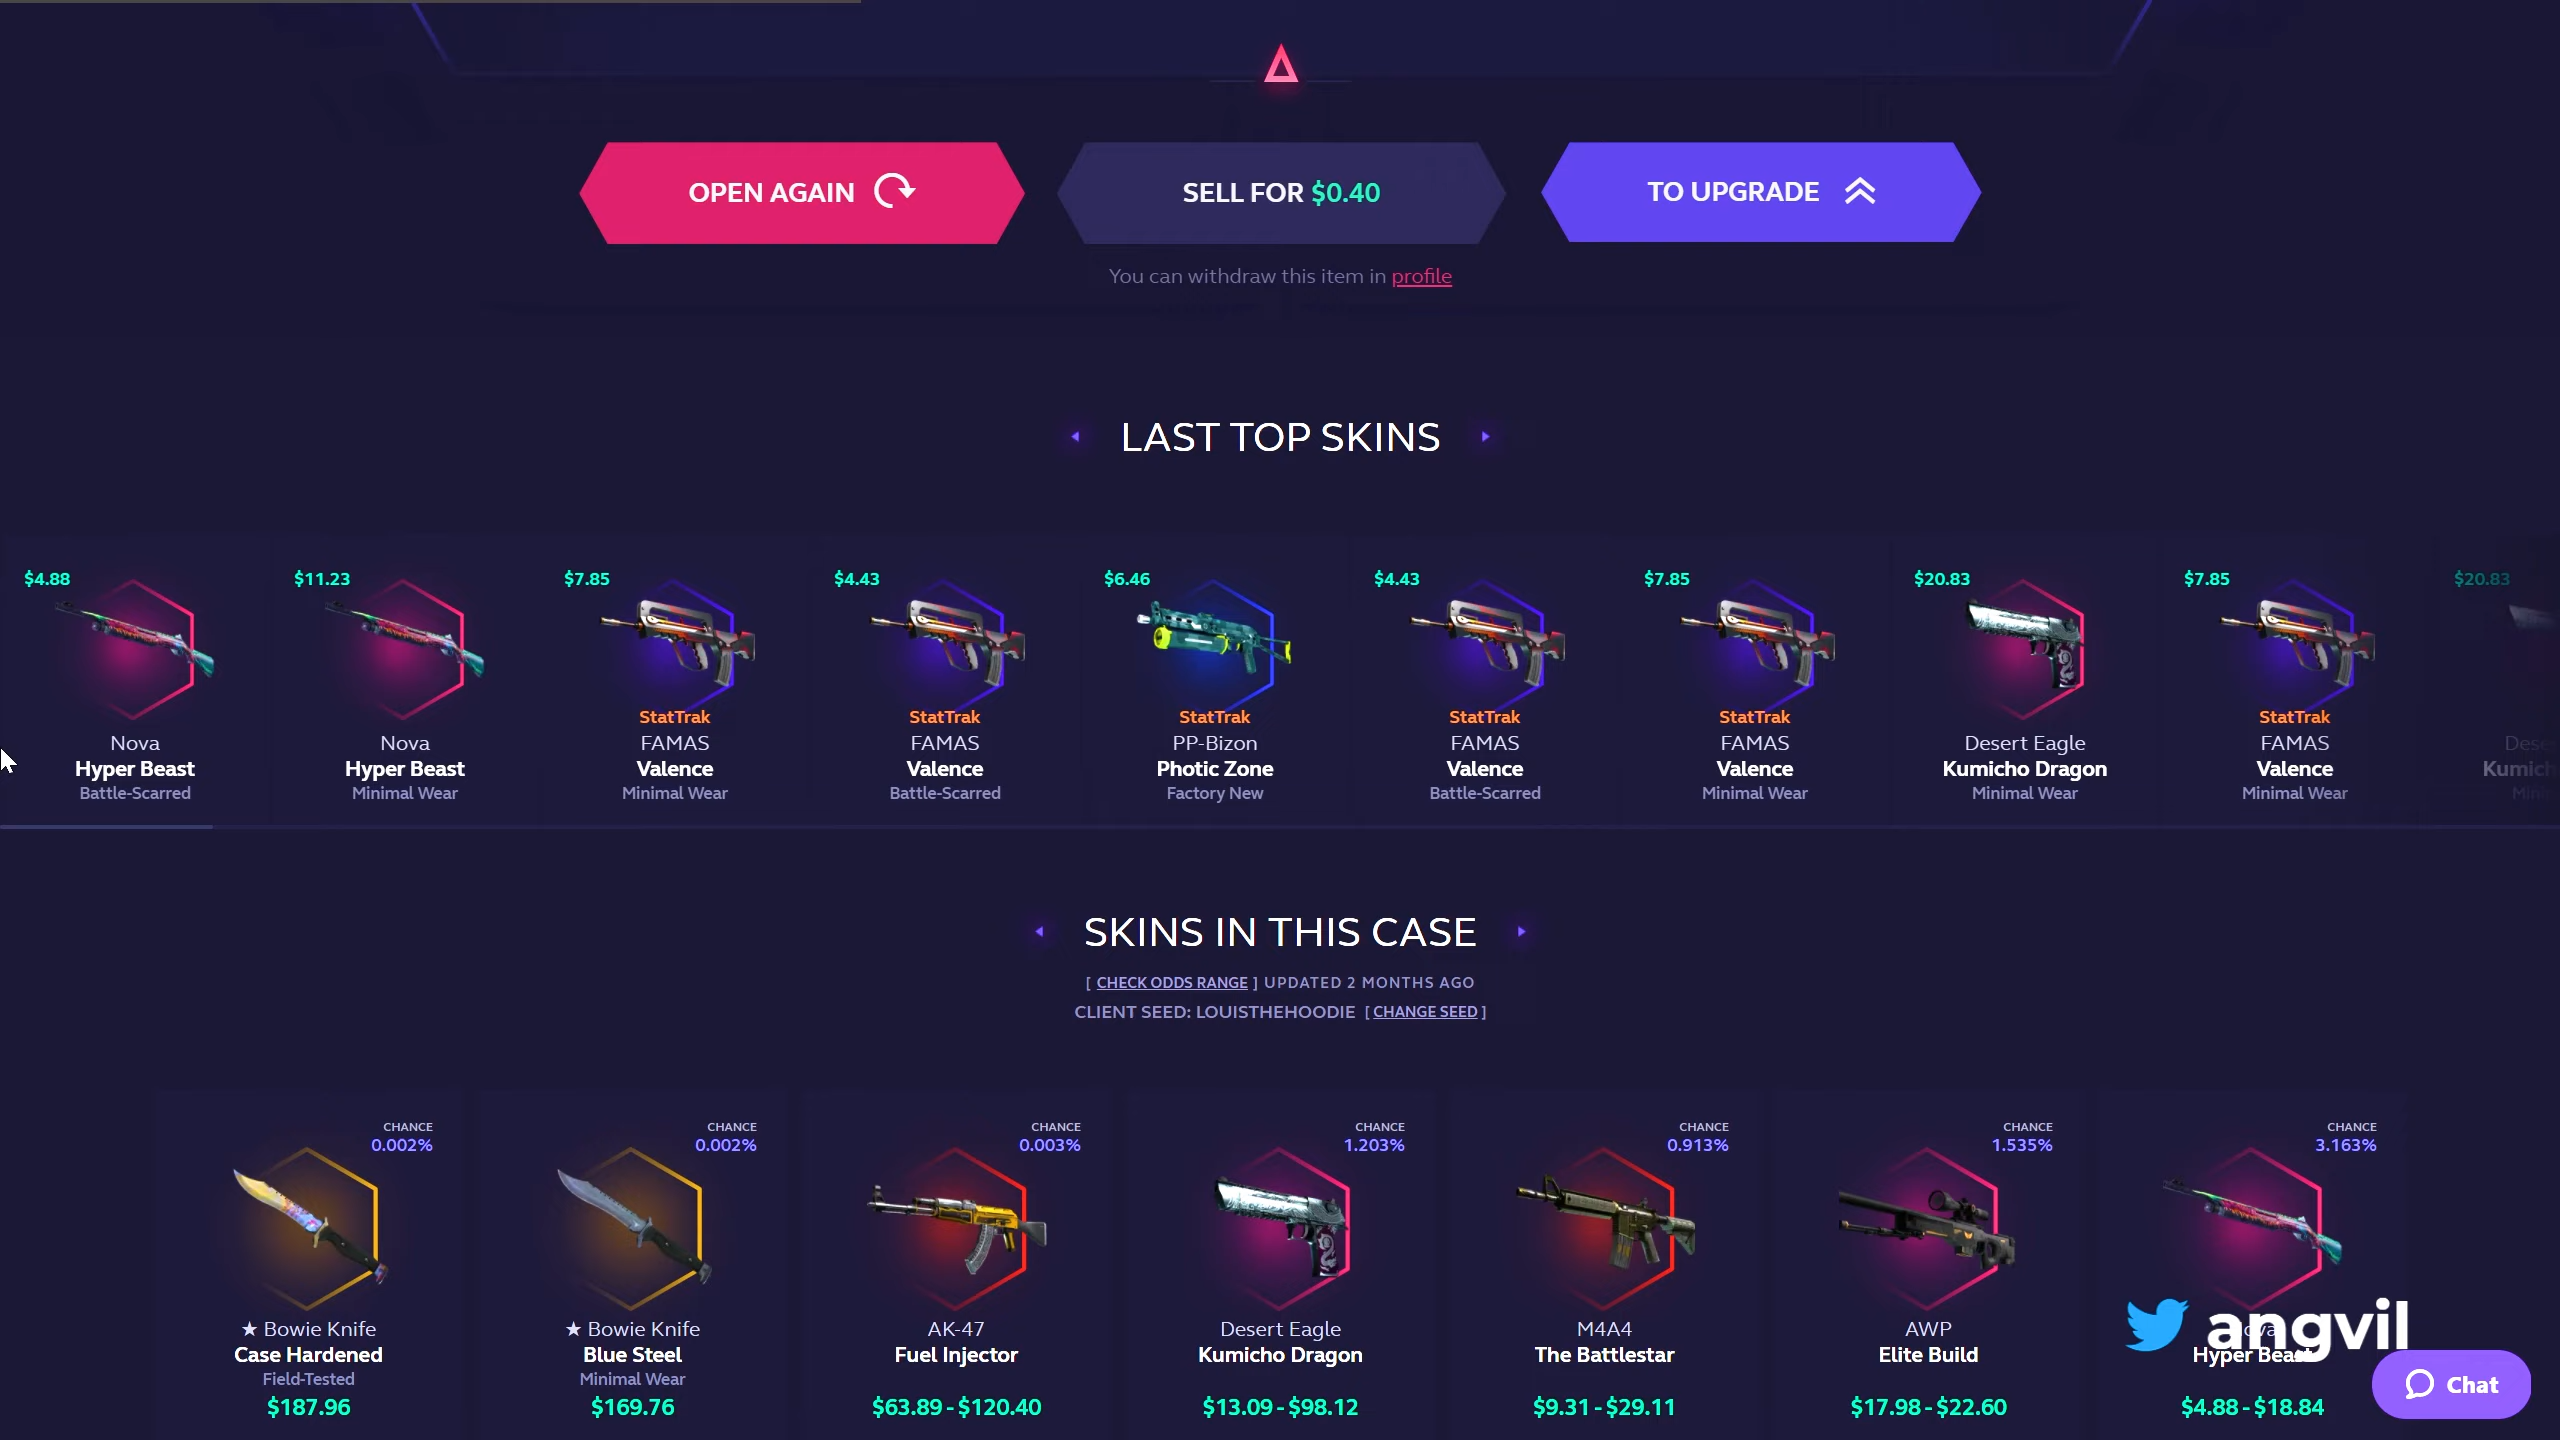 OPEN AGAIN
SELL FOR $0.40
TO UPGRADE
You can withdraw this item in profile
LAST TOP SKINS
$4.88
Nova
Hyper Beast
Battle-Scarred
$11.23
Nova
Hyper Beast
Minimal Wear
$7.85
StatTrak
FAMAS
Valence
Minimal Wear
$4.43
StatTrak
FAMAS
Valence
Battle-Scarred
$6.46
StatTrak
PP-Bizon
Photic Zone
Factory New
$4.43
StatTrak
FAMAS
Valence
Battle-Scarred
$7.85
StatTrak
FAMAS
Valence
Minimal Wear
$20.83
Desert Eagle
Kumicho Dragon
Minimal Wear
$7.85
StatTrak
FAMAS
Valence
Minimal Wear
$20.83
SKINS IN THIS CASE
[ CHECK ODDS RANGE ] UPDATED 2 MONTHS AGO
CLIENT SEED: LOUISTHEHOODIE [ CHANGE SEED ]
CHANCE
0.002%
★ Bowie Knife
Case Hardened
Field-Tested
$187.96
CHANCE
0.002%
★ Bowie Knife
Blue Steel
Minimal Wear
$169.76
CHANCE
0.003%
AK-47
Fuel Injector
$63.89 - $120.40
CHANCE
1.203%
Desert Eagle
Kumicho Dragon
$13.09 - $98.12
CHANCE
0.913%
M4A4
The Battlestar
$9.31 - $29.11
CHANCE
1.535%
AWP
Elite Build
$17.98 - $22.60
CHANCE
3.163%
angvil
Hyper Beast
$4.88 - $18.84
Chat